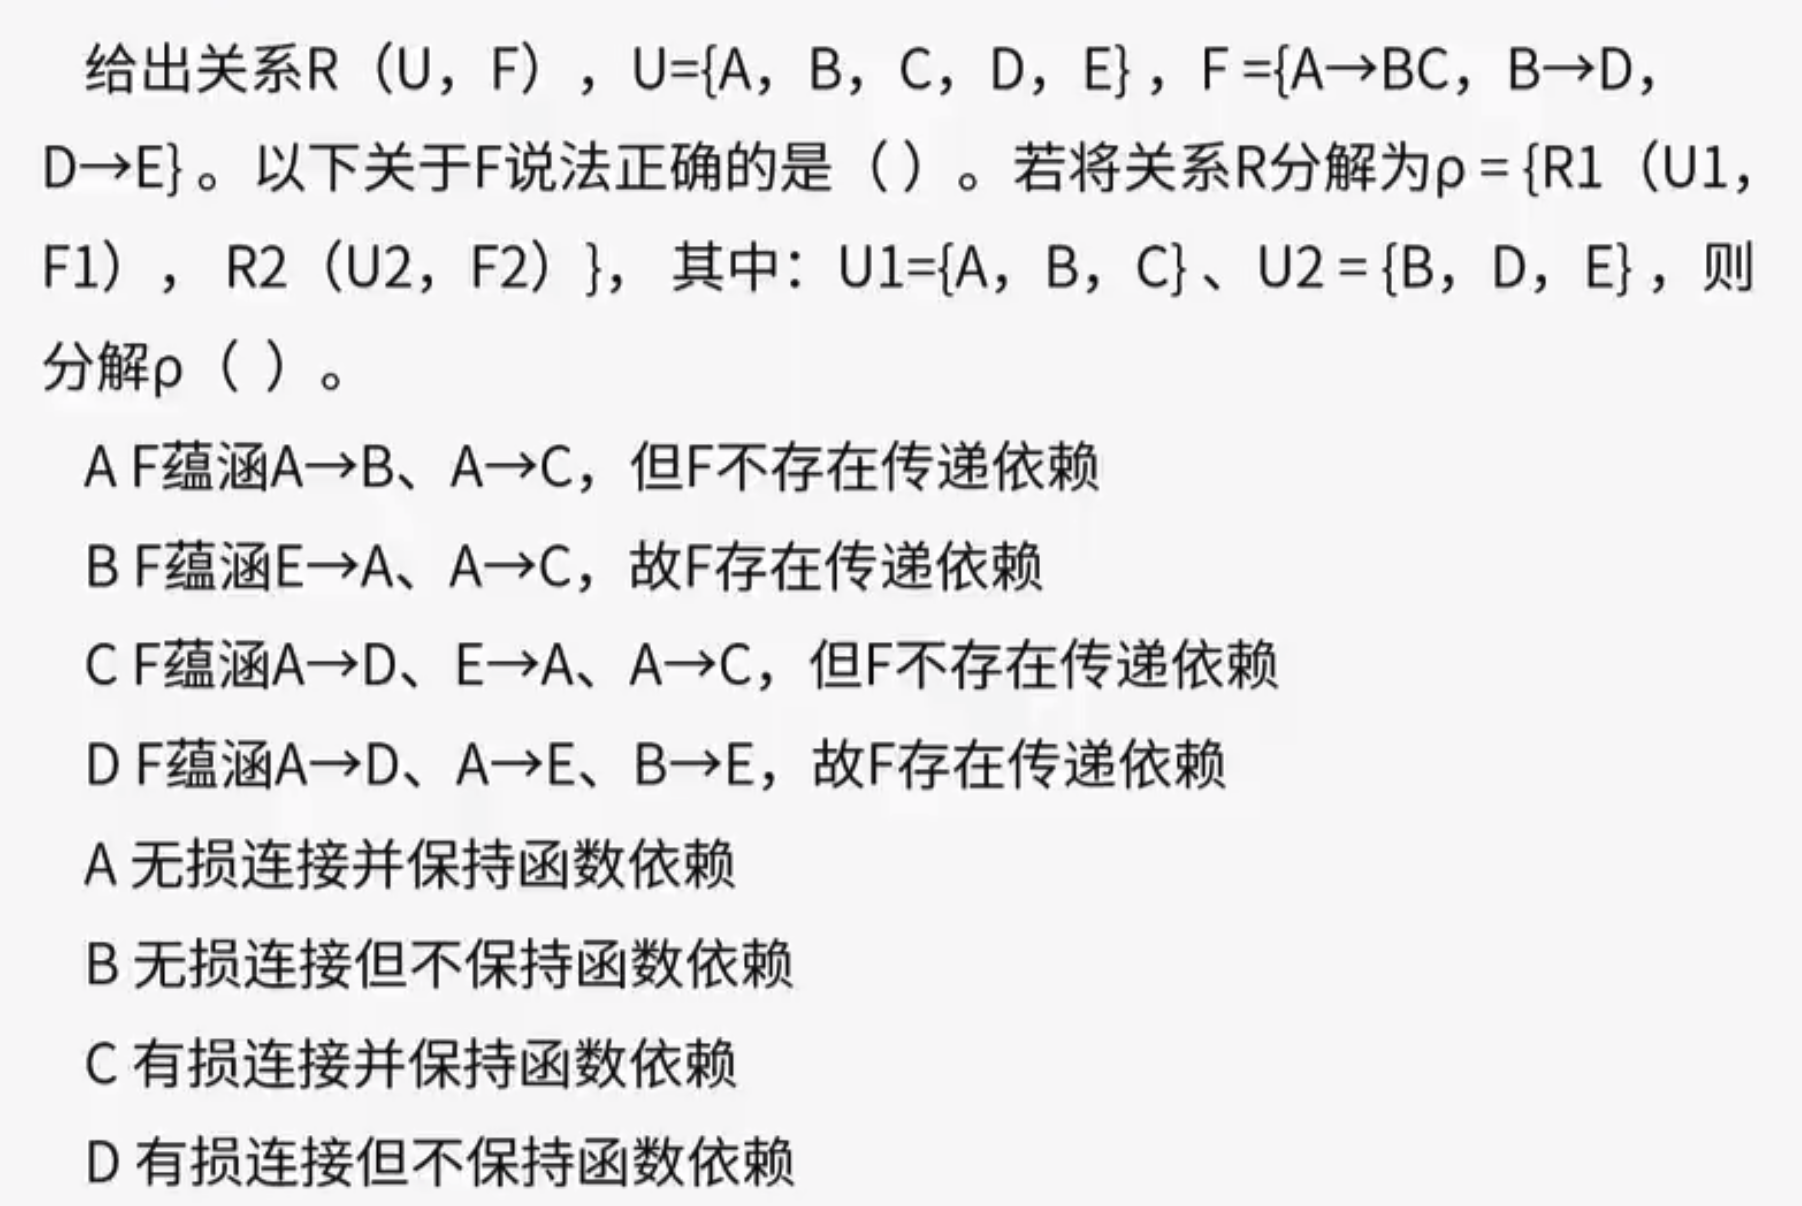 给出关系R（U，F），U={A，B，C，D，E}，F ={A→BC，B→D，
D→E}。以下关于F说法正确的是（ ）。若将关系R分解为ρ = {R1（U1，
F1）， R2（U2，F2）}， 其中：U1={A，B，C}、U2 = {B，D，E}，则
分解ρ（ ）。
A F蕴涵A→B、A→C，但F不存在传递依赖
B F蕴涵E→A、A→C，故F存在传递依赖
C F蕴涵A→D、E→A、A→C，但F不存在传递依赖
D F蕴涵A→D、A→E、B→E，故F存在传递依赖
A 无损连接并保持函数依赖
B 无损连接但不保持函数依赖
C 有损连接并保持函数依赖
D 有损连接但不保持函数依赖